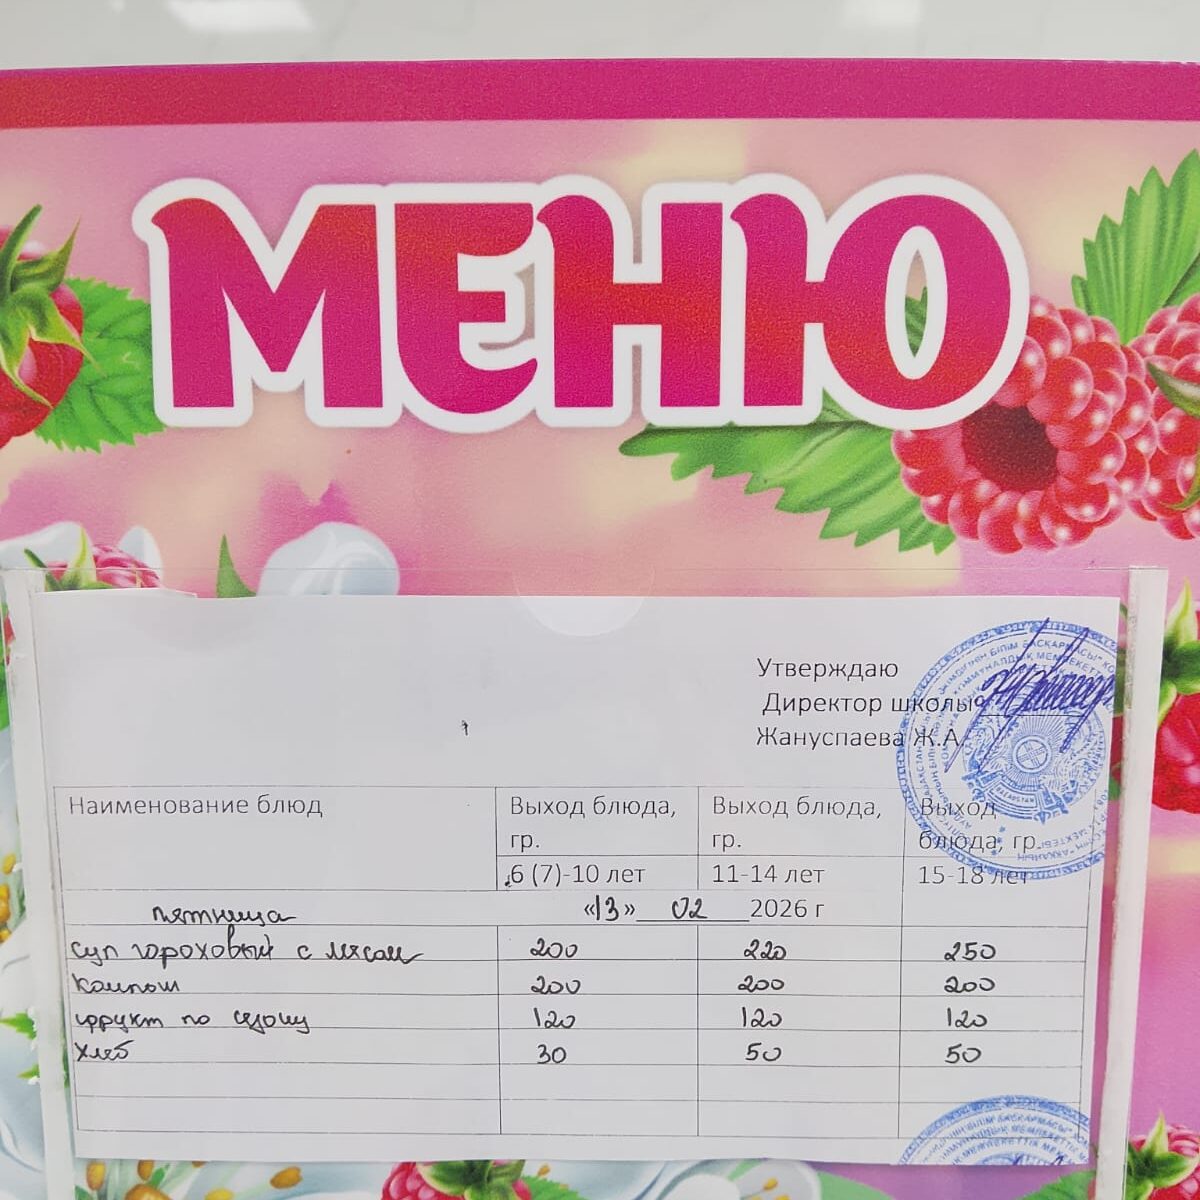 МЕНЮ
Утверждаю
Директор школы
Жануспаева Ж.А.
Наименование блюд Выход блюда, гр. Выход блюда, гр. Выход блюда, гр.
6 (7)-10 лет 11-14 лет 15-18 лет
пятница «13» 02 2026 г
суп гороховый с мясом 200 220 250
Компот 200 200 200
фрукт по сезону 120 120 120
Хлеб 30 50 50